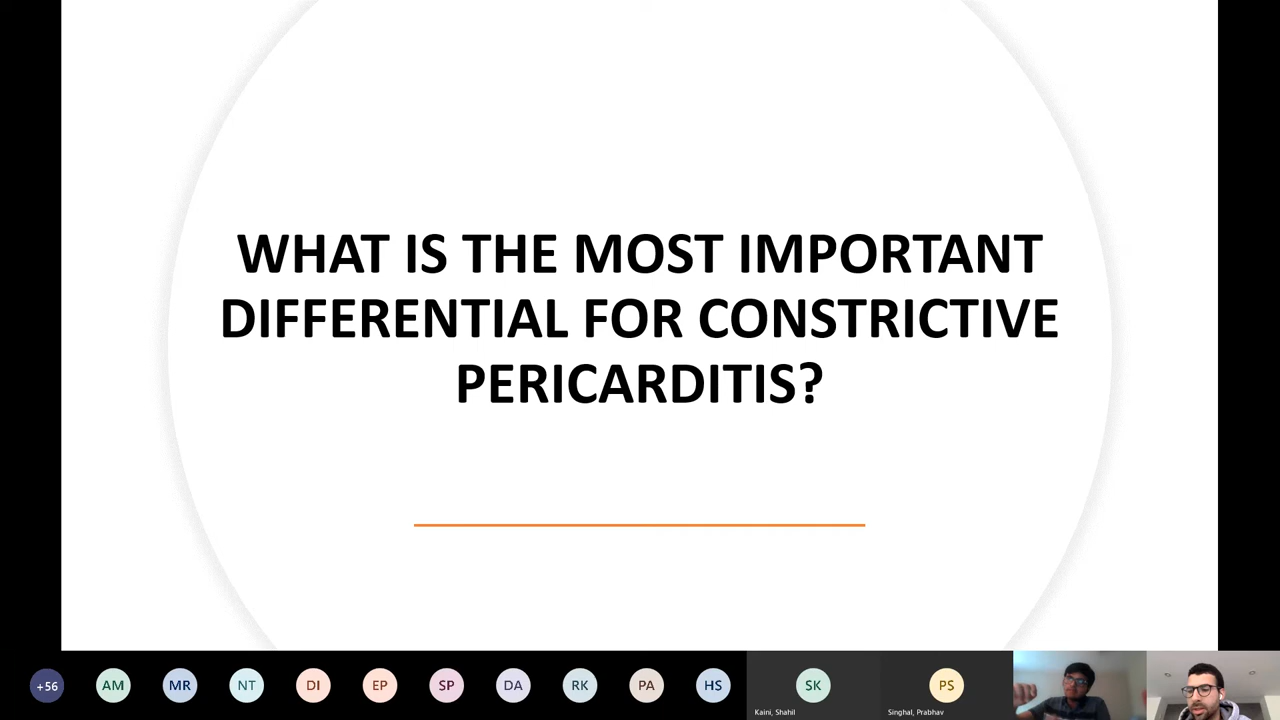 WHAT IS THE MOST IMPORTANT
DIFFERENTIAL FOR CONSTRICTIVE
PERICARDITIS?
+56
AM
MR
NT
DI
EP
SP
DA
RK
PA
HS
SK
PS
Kaini, Shahil
Singhal, Prabhav